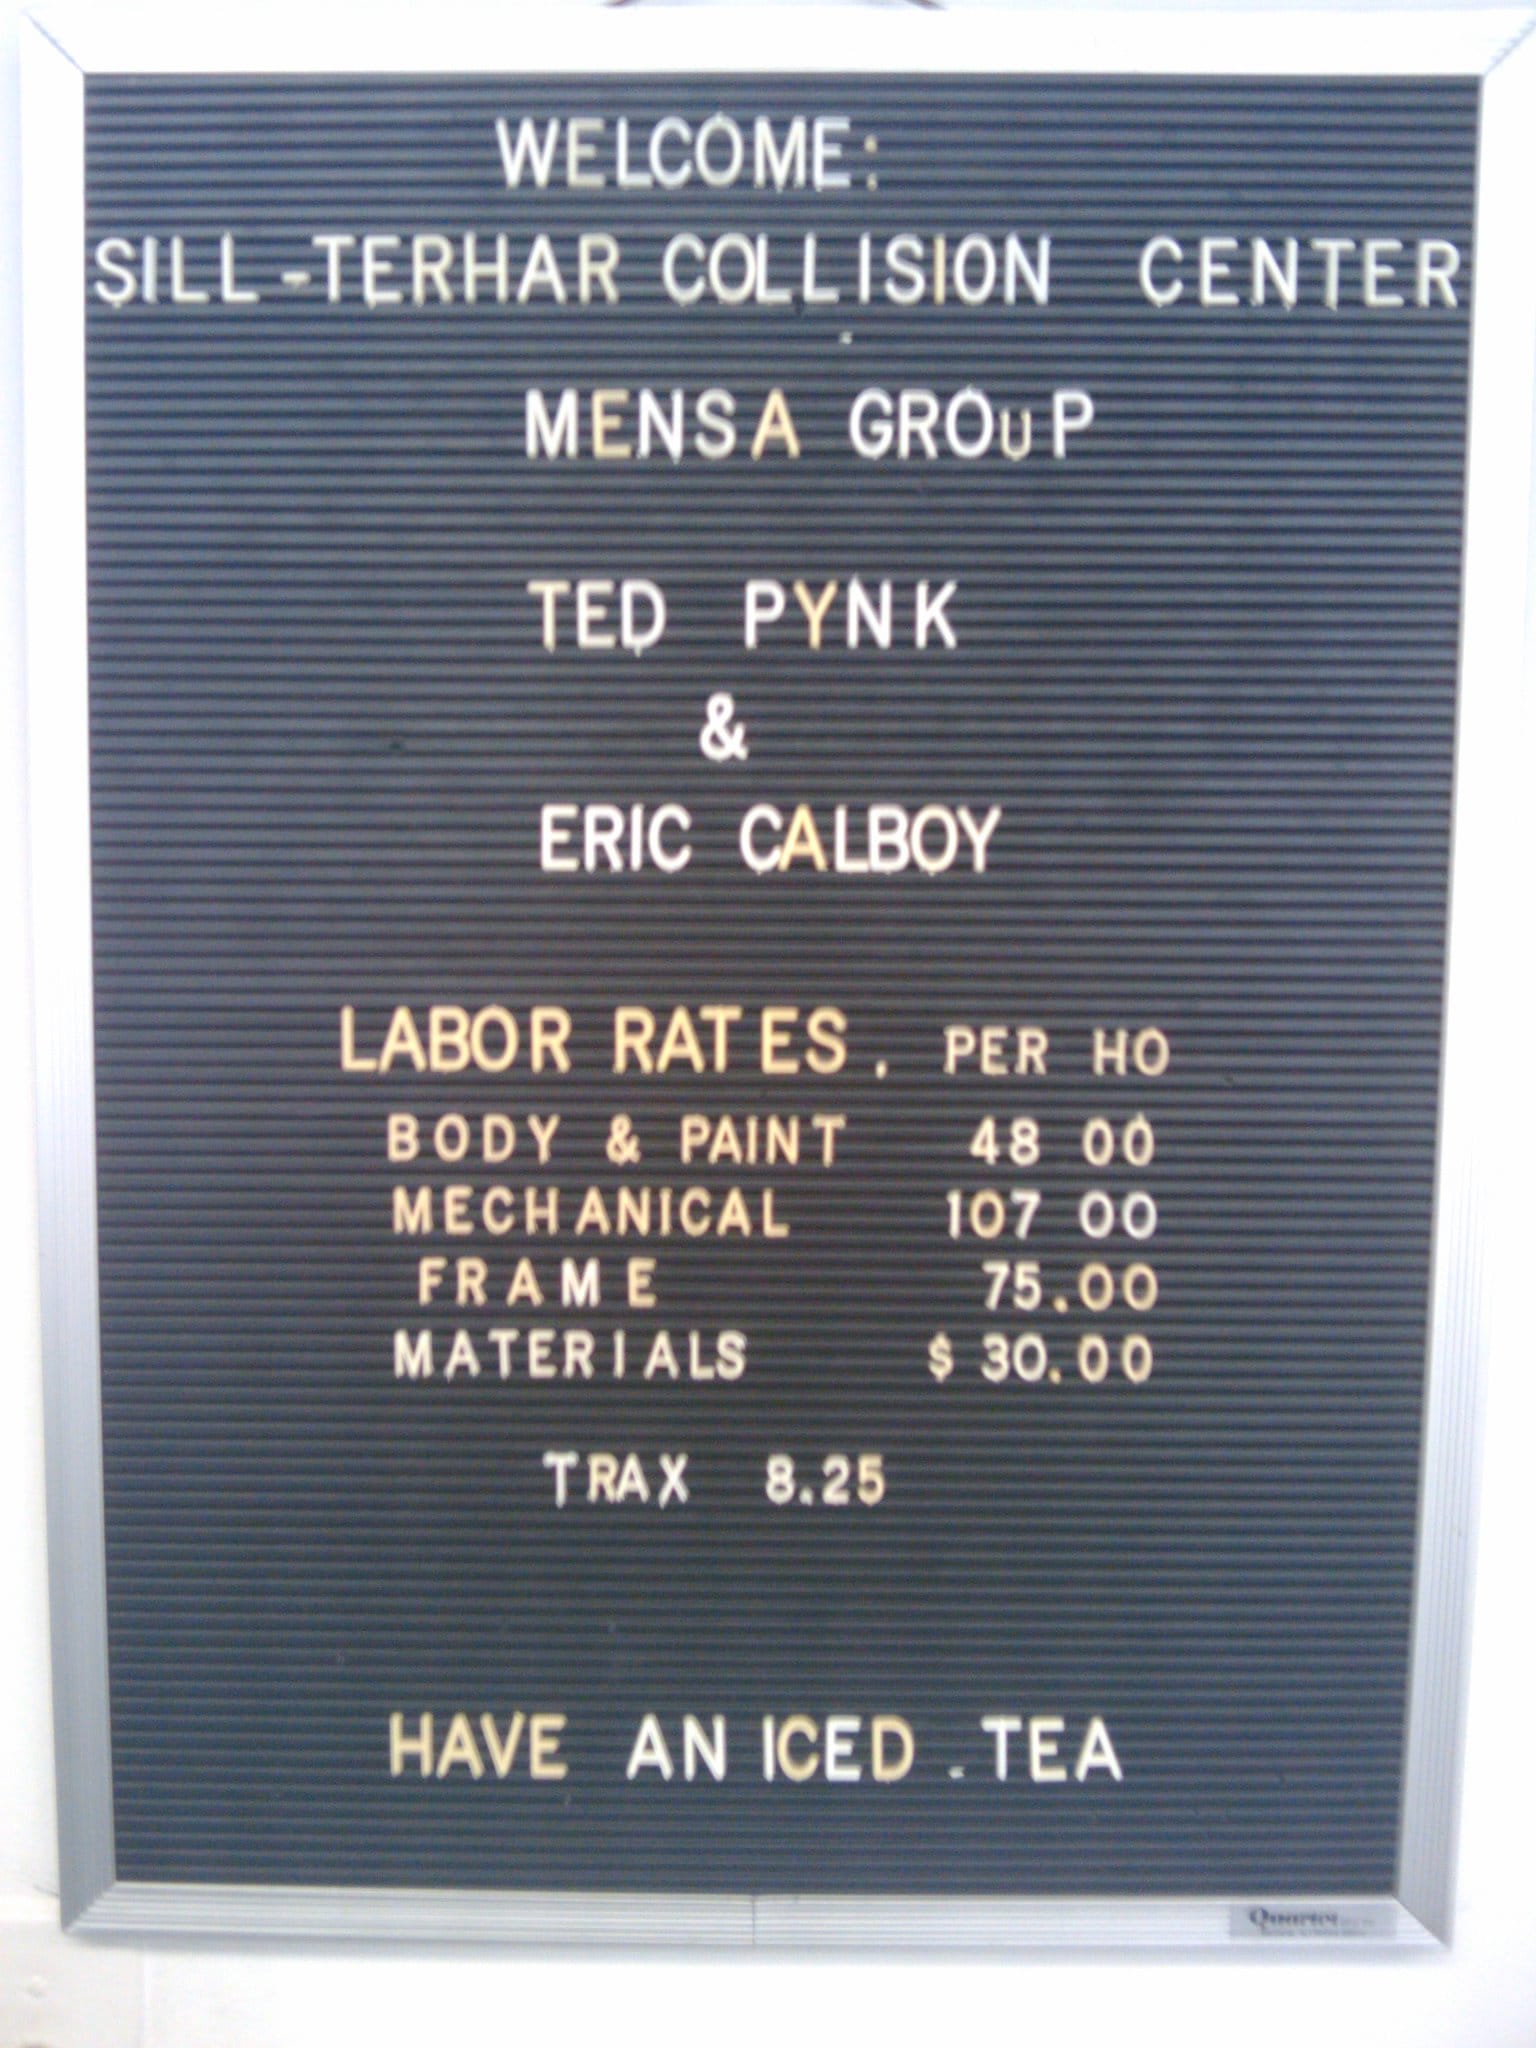 WELCOME:
SILL-TERHAR COLLISION CENTER
MENSA GROuP
TED PYNK
&
ERIC CALBOY
LABOR RATES. PER HO
BODY & PAINT 48 00
MECHANICAL 107 00
FRAME 75.00
MATERIALS $ 30.00
TRAX 8.25
HAVE AN ICED - TEA
Quartet